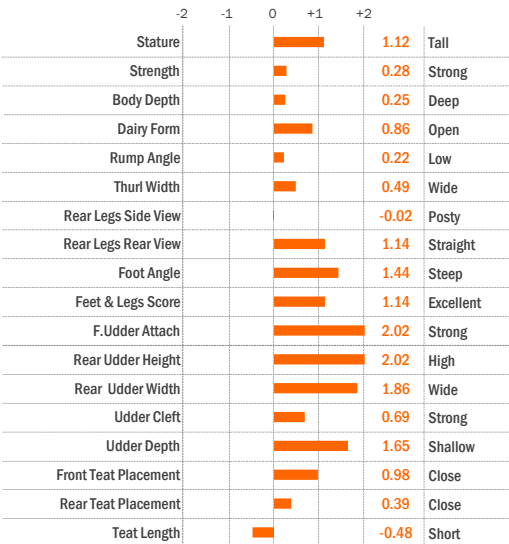 -2 -1 0 +1 +2
Stature 1.12 Tall
Strength 0.28 Strong
Body Depth 0.25 Deep
Dairy Form 0.86 Open
Rump Angle 0.22 Low
Thurl Width 0.49 Wide
Rear Legs Side View -0.02 Posty
Rear Legs Rear View 1.14 Straight
Foot Angle 1.44 Steep
Feet & Legs Score 1.14 Excellent
F.Udder Attach 2.02 Strong
Rear Udder Height 2.02 High
Rear Udder Width 1.86 Wide
Udder Cleft 0.69 Strong
Udder Depth 1.65 Shallow
Front Teat Placement 0.98 Close
Rear Teat Placement 0.39 Close
Teat Length -0.48 Short